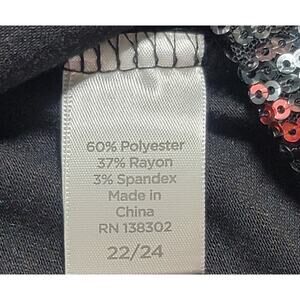 60% Polyester
37% Rayon
3% Spandex
Made in
China
RN 138302
22/24